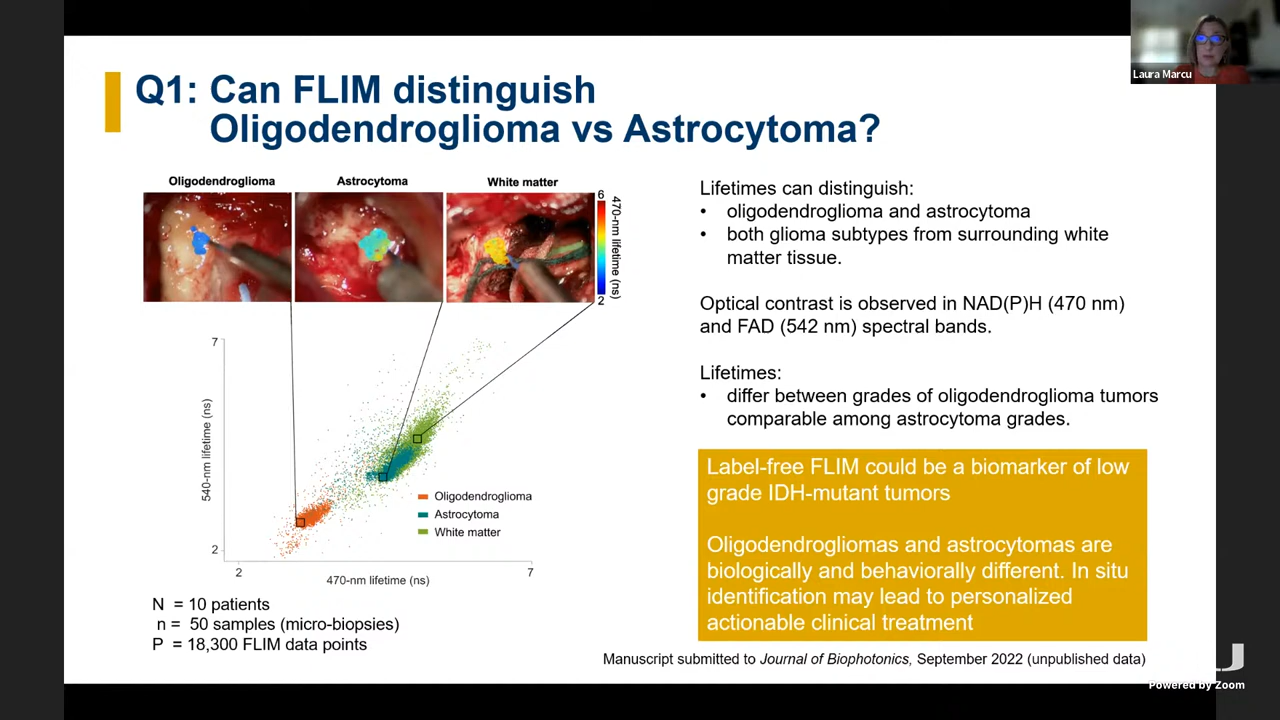 Laura Marcu
Q1: Can FLIM distinguish
Oligodendroglioma vs Astrocytoma?
Oligodendroglioma
Astrocytoma
White matter
6
470-nm lifetime (ns)
2
7
540-nm lifetime (ns)
2
Oligodendroglioma
Astrocytoma
White matter
2
470-nm lifetime (ns)
7
N = 10 patients
n = 50 samples (micro-biopsies)
P = 18,300 FLIM data points
Lifetimes can distinguish:
• oligodendroglioma and astrocytoma
• both glioma subtypes from surrounding white
matter tissue.
Optical contrast is observed in NAD(P)H (470 nm)
and FAD (542 nm) spectral bands.
Lifetimes:
• differ between grades of oligodendroglioma tumors
comparable among astrocytoma grades.
Label-free FLIM could be a biomarker of low
grade IDH-mutant tumors
Oligodendrogliomas and astrocytomas are
biologically and behaviorally different. In situ
identification may lead to personalized
actionable clinical treatment
Manuscript submitted to Journal of Biophotonics, September 2022 (unpublished data)
Powered by Zoom